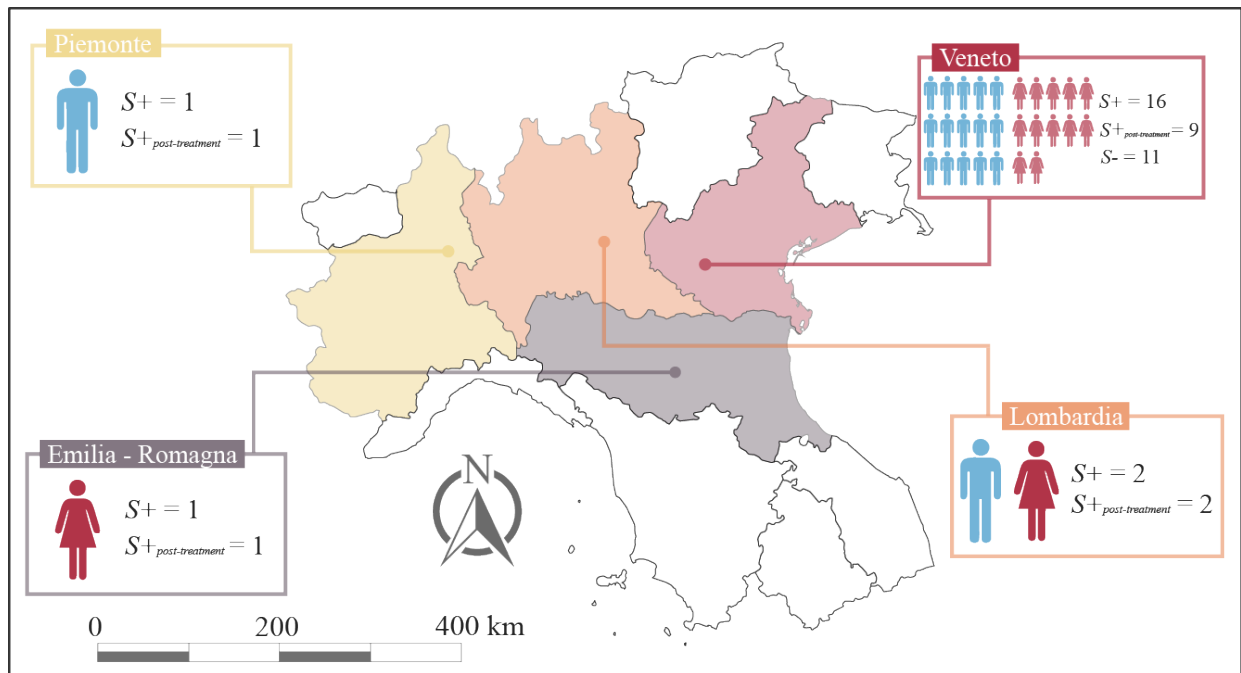 Piemonte
S+ = 1
S+post-treatment = 1
Veneto
S+ = 16
S+post-treatment = 9
S- = 11
Emilia - Romagna
S+ = 1
S+post-treatment = 1
N
Lombardia
S+ = 2
S+post-treatment = 2
0 200 400 km